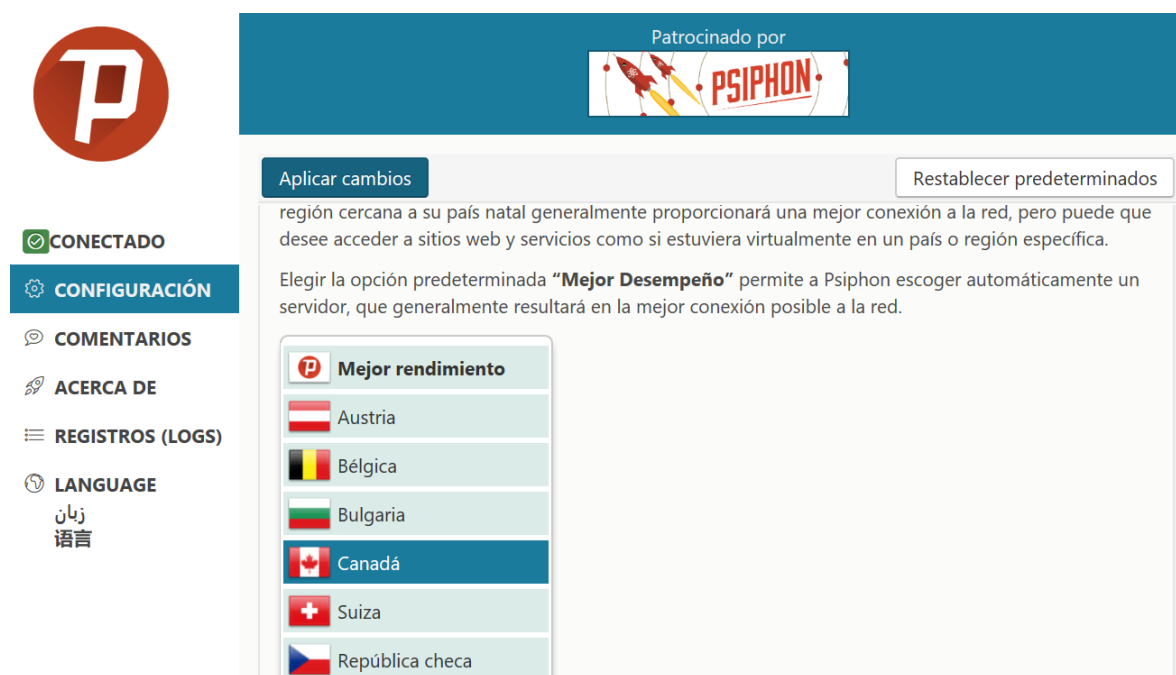 Patrocinado por
PSIPHON
Aplicar cambios
Restablecer predeterminados
CONECTADO
CONFIGURACIÓN
COMENTARIOS
ACERCA DE
REGISTROS (LOGS)
LANGUAGE
زبان
语言
región cercana a su país natal generalmente proporcionará una mejor conexión a la red, pero puede que
desee acceder a sitios web y servicios como si estuviera virtualmente en un país o región específica.
Elegir la opción predeterminada “Mejor Desempeño” permite a Psiphon escoger automáticamente un
servidor, que generalmente resultará en la mejor conexión posible a la red.
Mejor rendimiento
Austria
Bélgica
Bulgaria
Canadá
Suiza
República checa